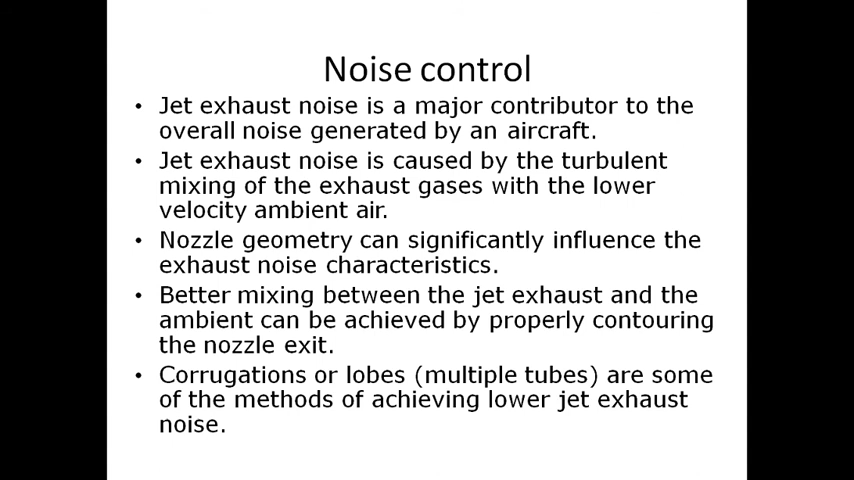 Noise control
• Jet exhaust noise is a major contributor to the
overall noise generated by an aircraft.
• Jet exhaust noise is caused by the turbulent
mixing of the exhaust gases with the lower
velocity ambient air.
• Nozzle geometry can significantly influence the
exhaust noise characteristics.
• Better mixing between the jet exhaust and the
ambient can be achieved by properly contouring
the nozzle exit.
• Corrugations or lobes (multiple tubes) are some
of the methods of achieving lower jet exhaust
noise.